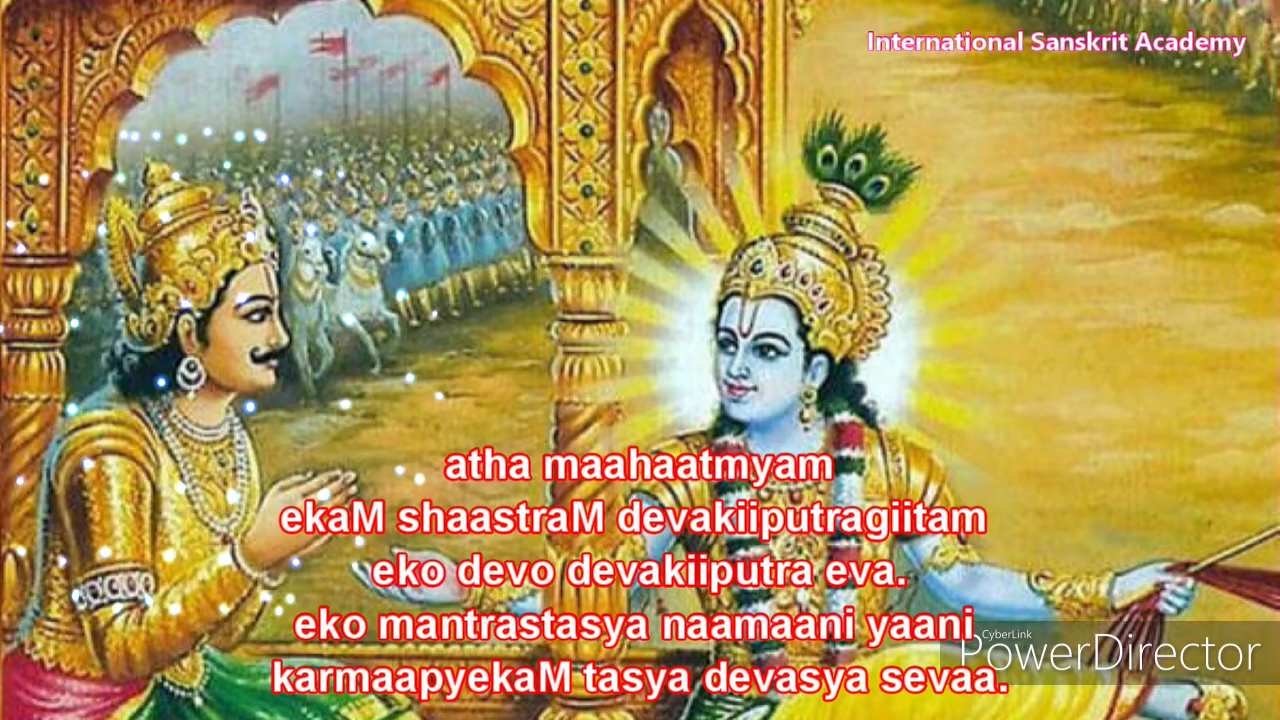 International Sanskrit Academy
atha maahaatmyam
ekaM shaastraM devakiiputragiitam
eko devo devakiiputra eva.
eko mantrastasya naamaani yaani
karmaapyekaM tasya devasya sevaa.
CyberLink
PowerDirector